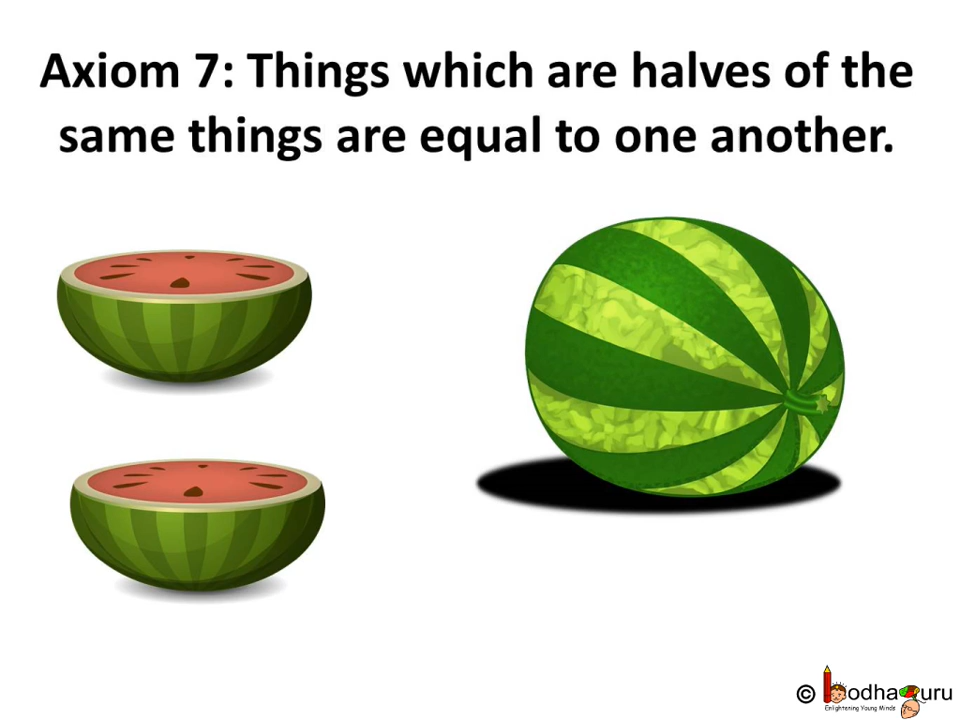 Axiom 7: Things which are halves of the
same things are equal to one another.
© bodhaGuru
Enlightening Young Minds